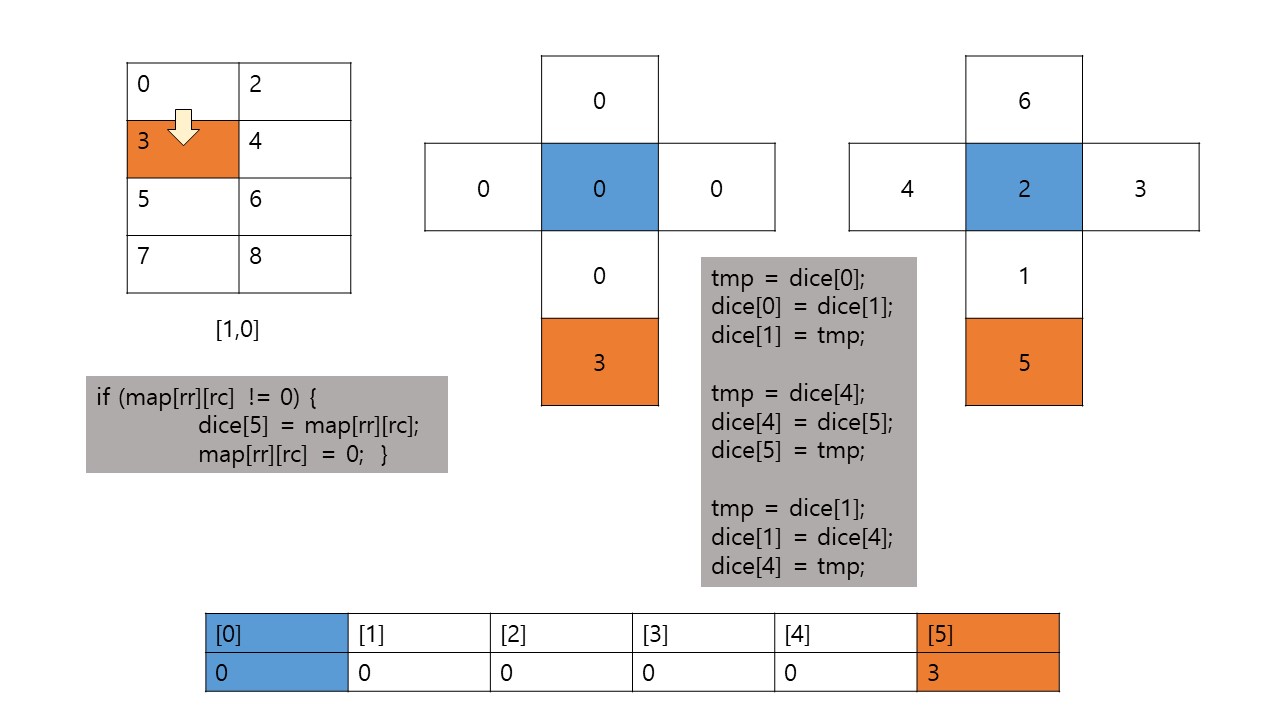 0 2
3 4
5 6
7 8
[1,0]
if (map[rr][rc] != 0) {
dice[5] = map[rr][rc];
map[rr][rc] = 0; }
0
0 0 0
0
3
6
4 2 3
1
5
tmp = dice[0];
dice[0] = dice[1];
dice[1] = tmp;
tmp = dice[4];
dice[4] = dice[5];
dice[5] = tmp;
tmp = dice[1];
dice[1] = dice[4];
dice[4] = tmp;
[0] [1] [2] [3] [4] [5]
0 0 0 0 0 3